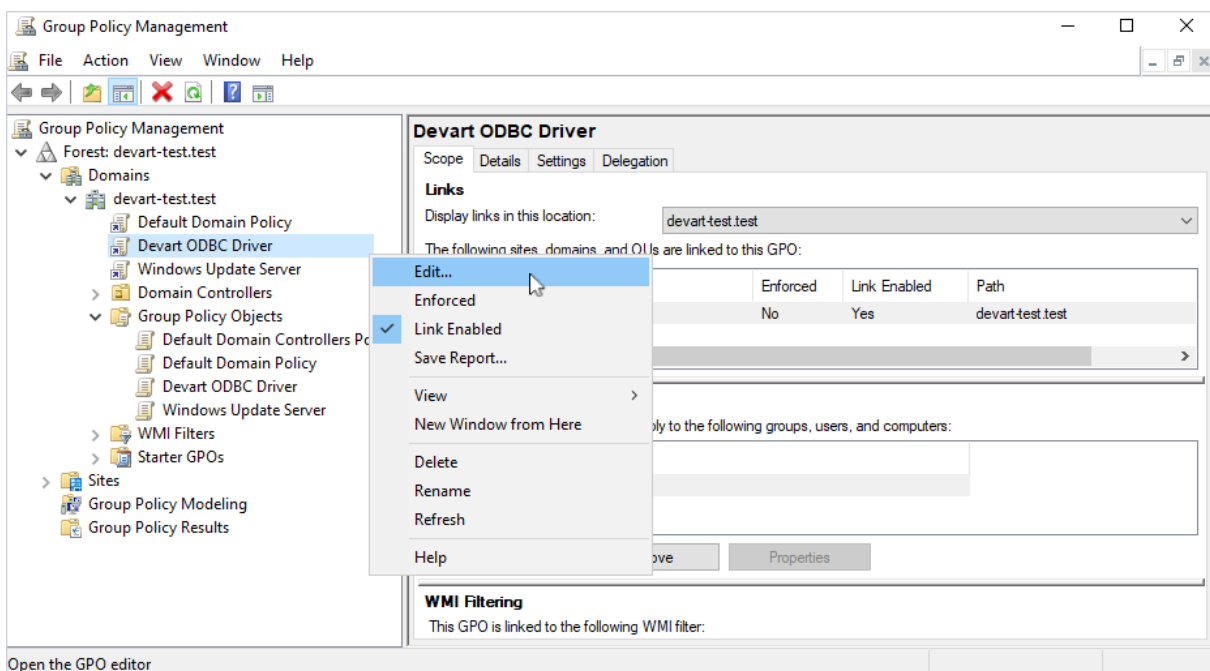 Group Policy Management
File Action View Window Help
Group Policy Management
Forest: devart-test.test
Domains
devart-test.test
Default Domain Policy
Devart ODBC Driver
Windows Update Server
Domain Controllers
Group Policy Objects
Default Domain Controllers
Default Domain Policy
Devart ODBC Driver
Windows Update Server
WMI Filters
Starter GPOs
Sites
Group Policy Modeling
Group Policy Results
Devart ODBC Driver
Scope Details Settings Delegation
Links
Display links in this location: devart-test.test
The following sites, domains, and OUs are linked to this GPO:
Enforced Link Enabled Path
No Yes devart-test.test
to the following groups, users, and computers:
Properties
WMI Filtering
This GPO is linked to the following WMI filter:
Edit...
Enforced
Link Enabled
Save Report...
View
New Window from Here
Delete
Rename
Refresh
Help
Open the GPO editor